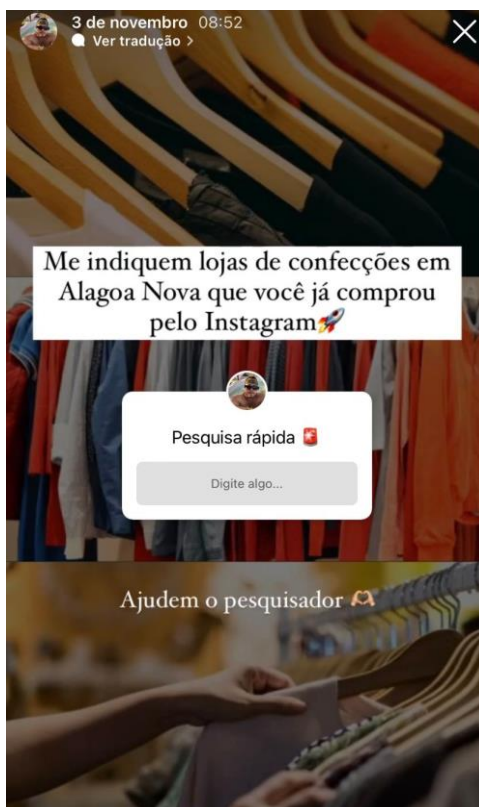 3 de novembro 08:52
Ver tradução >
Me indiquem lojas de confecções em
Alagoa Nova que você já comprou
pelo Instagram🚀
Pesquisa rápida 🚨
Digite algo...
Ajudem o pesquisador 🫶🏽